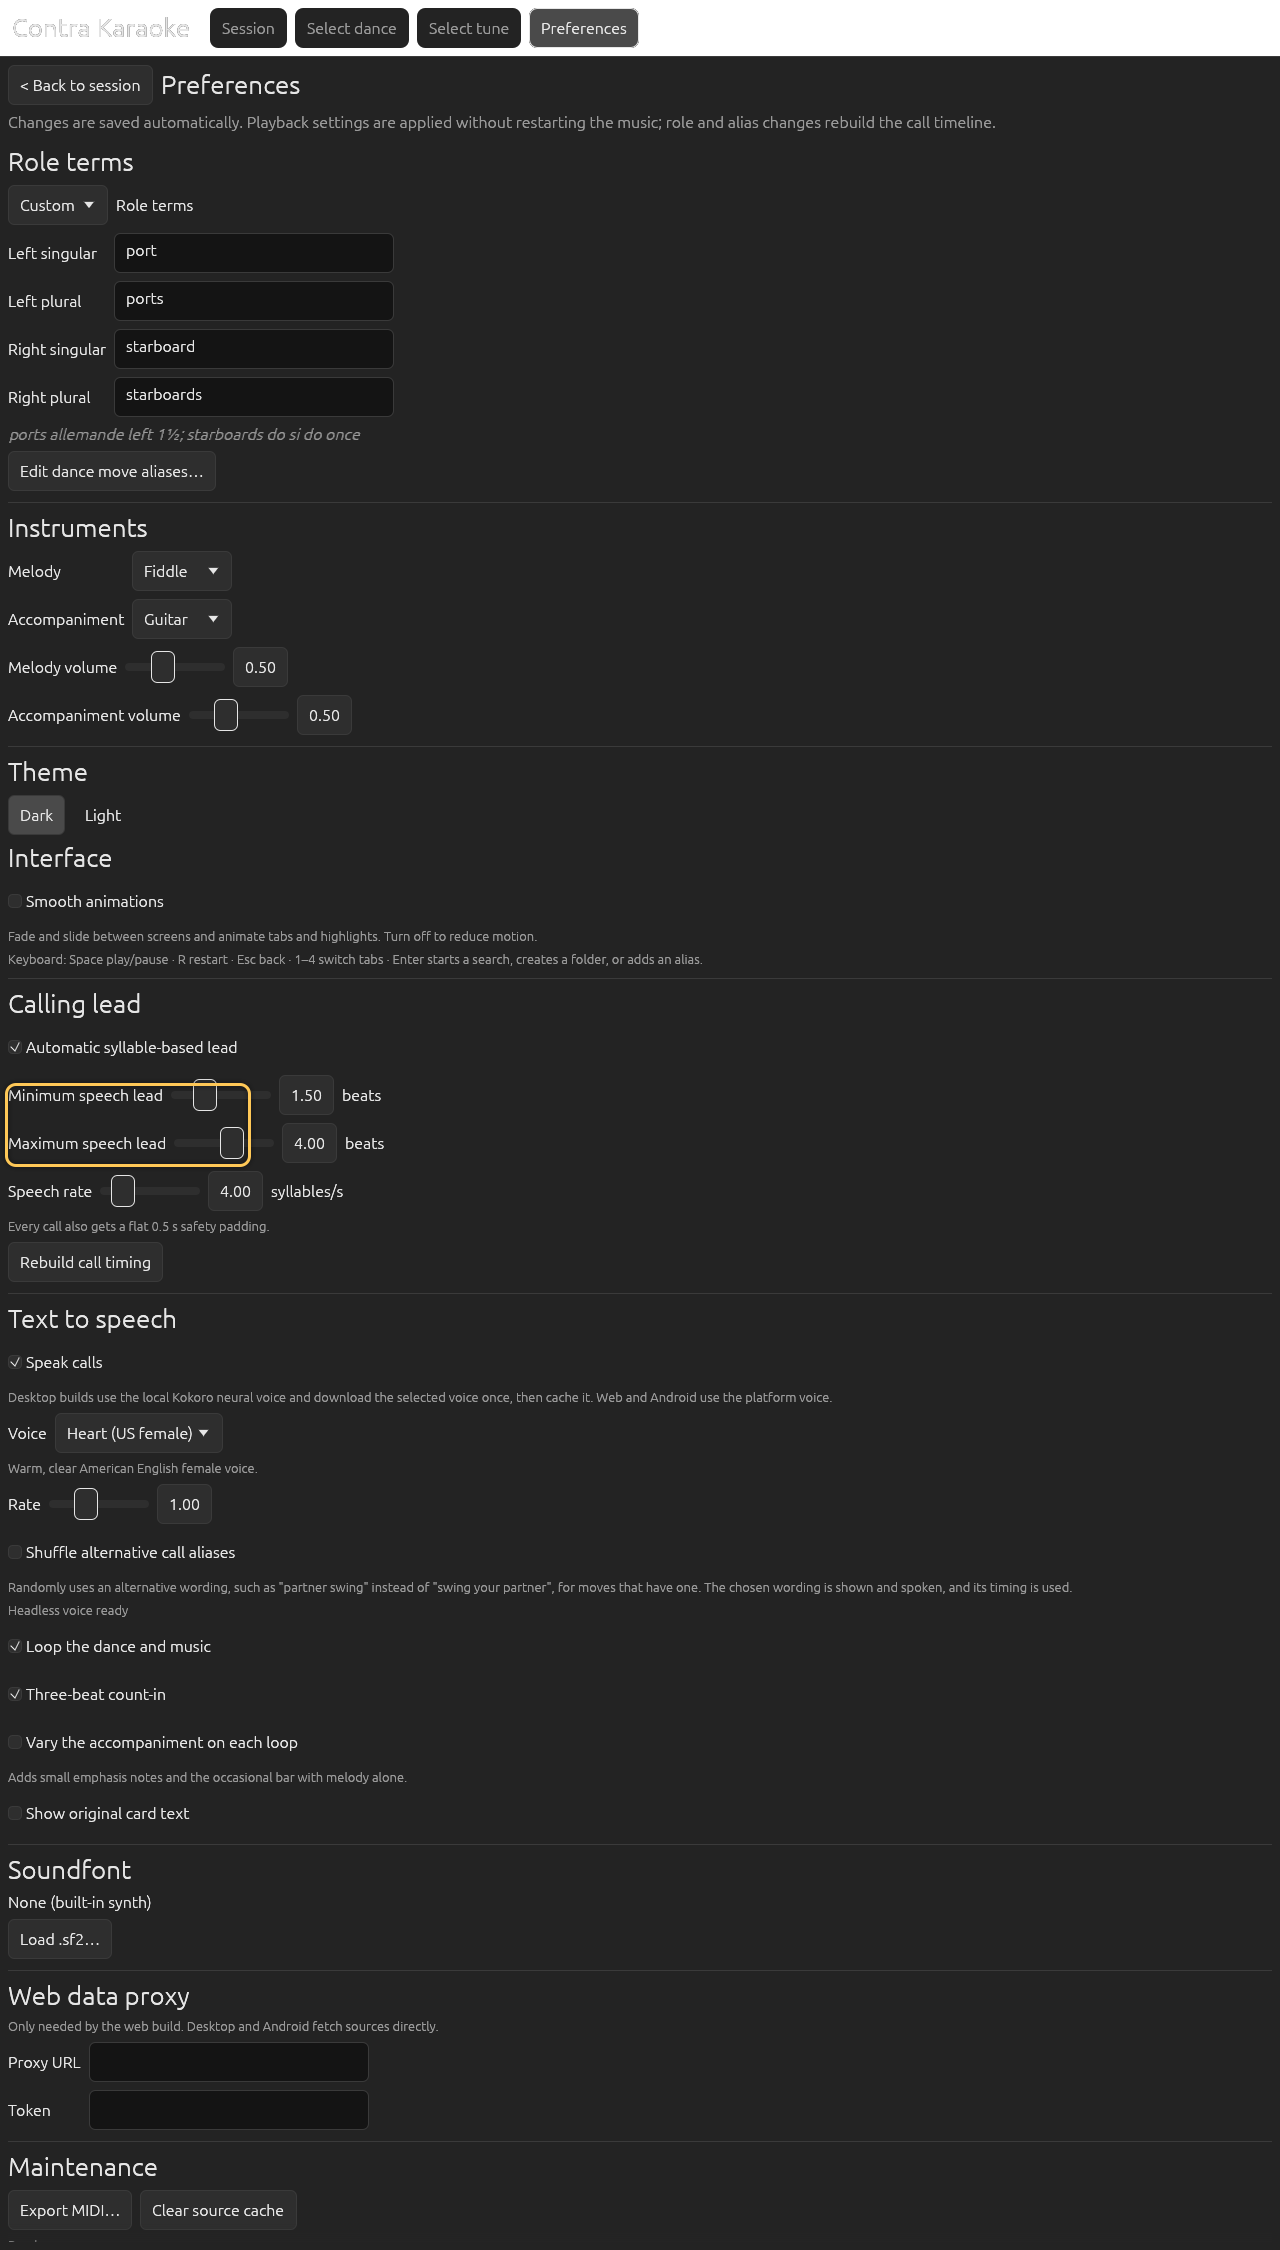 Contra Karaoke Session Select dance Select tune Preferences
< Back to session Preferences
Changes are saved automatically. Playback settings are applied without restarting the music; role and alias changes rebuild the call timeline.
Role terms
Custom Role terms
Left singular port
Left plural ports
Right singular starboard
Right plural starboards
ports allemande left 1½; starboards do si do once
Edit dance move aliases...
Instruments
Melody Fiddle
Accompaniment Guitar
Melody volume 0.50
Accompaniment volume 0.50
Theme
Dark Light
Interface
Smooth animations
Fade and slide between screens and animate tabs and highlights. Turn off to reduce motion.
Keyboard: Space play/pause · R restart · Esc back · 1–4 switch tabs · Enter starts a search, creates a folder, or adds an alias.
Calling lead
Automatic syllable-based lead
Minimum speech lead 1.50 beats
Maximum speech lead 4.00 beats
Speech rate 4.00 syllables/s
Every call also gets a flat 0.5 s safety padding.
Rebuild call timing
Text to speech
Speak calls
Desktop builds use the local Kokoro neural voice and download the selected voice once, then cache it. Web and Android use the platform voice.
Voice Heart (US female)
Warm, clear American English female voice.
Rate 1.00
Shuffle alternative call aliases
Randomly uses an alternative wording, such as "partner swing" instead of "swing your partner", for moves that have one. The chosen wording is shown and spoken, and its timing is used.
Headless voice ready
Loop the dance and music
Three-beat count-in
Vary the accompaniment on each loop
Adds small emphasis notes and the occasional bar with melody alone.
Show original card text
Soundfont
None (built-in synth)
Load .sf2...
Web data proxy
Only needed by the web build. Desktop and Android fetch sources directly.
Proxy URL
Token
Maintenance
Export MIDI... Clear source cache